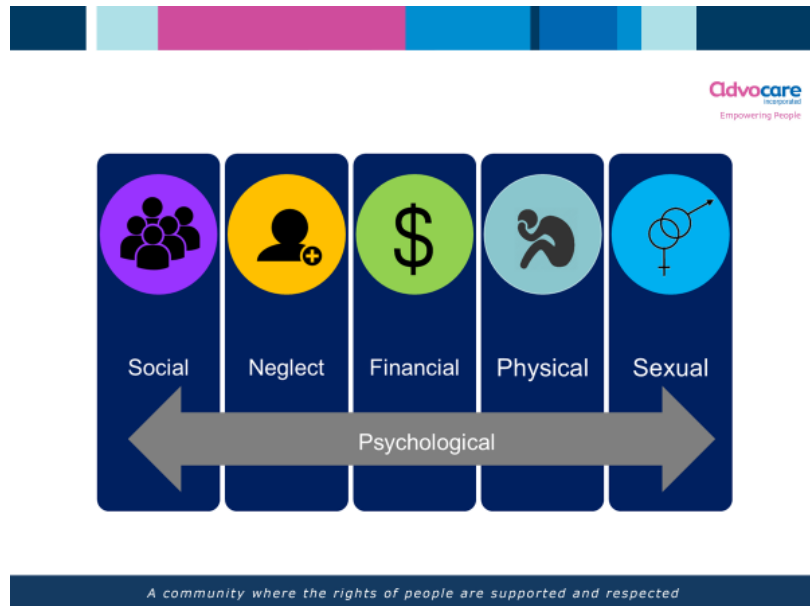 advocare
incorporated
Empowering People
$
Social
Neglect
Financial
Physical
Sexual
Psychological
A community where the rights of people are supported and respected